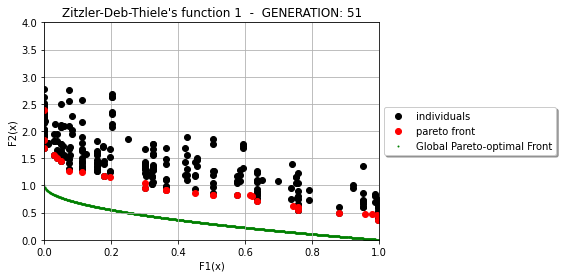 Zitzler-Deb-Thiele's function 1  -  GENERATION: 51
4.0
3.5
3.0
2.5
2.0
1.5
1.0
0.5
0.0
F2(x)
0.0 0.2 0.4 0.6 0.8 1.0
F1(x)
individuals
pareto front
Global Pareto-optimal Front